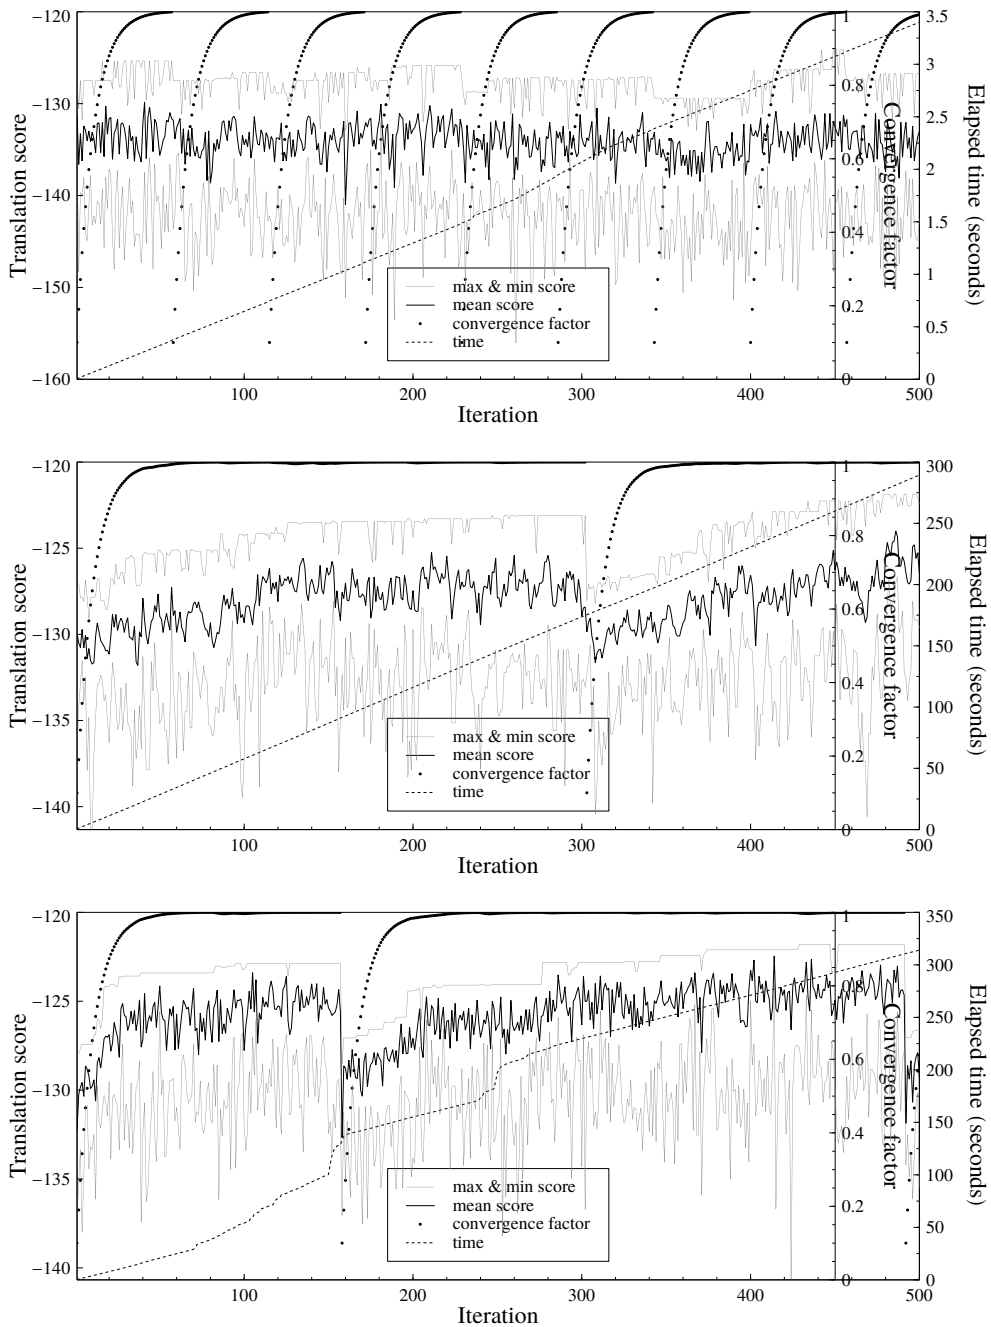 −120
−130
−140
−150
−160
Translation score
100
200
300
400
500
Iteration
max & min score
mean score
convergence factor
time
1
0.8
0.6
0.4
0.2
0
Convergence factor
3.5
3
2.5
2
1.5
1
0.5
0
Elapsed time (seconds)
−120
−125
−130
−135
−140
Translation score
100
200
300
400
500
Iteration
max & min score
mean score
convergence factor
time
1
0.8
0.6
0.4
0.2
0
Convergence factor
300
250
200
150
100
50
0
Elapsed time (seconds)
−120
−125
−130
−135
−140
Translation score
100
200
300
400
500
Iteration
max & min score
mean score
convergence factor
time
1
0.8
0.6
0.4
0.2
0
Convergence factor
350
300
250
200
150
100
50
0
Elapsed time (seconds)